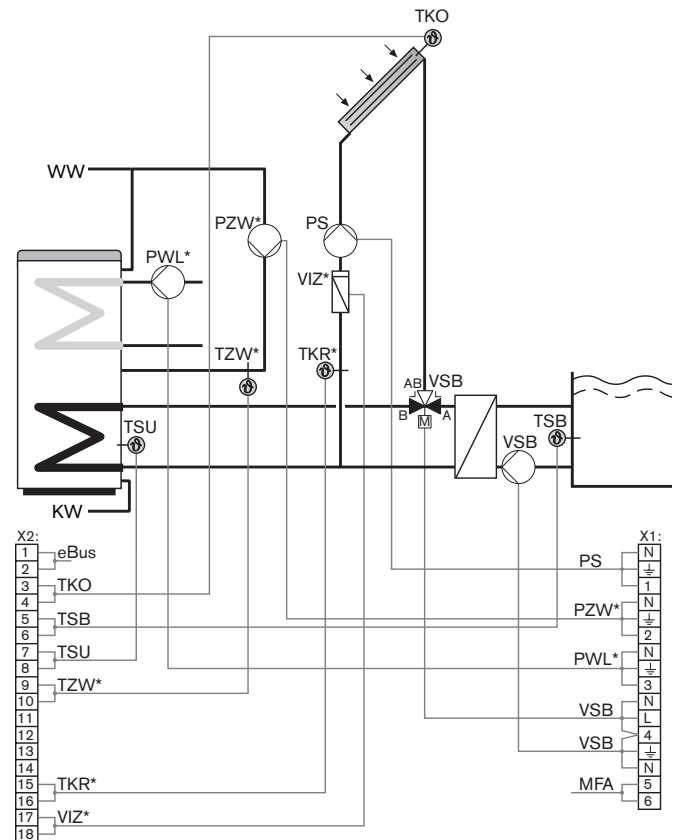 TKO
WW
PZW*
PS
PWL*
VIZ*
TZW*
TKR*
AB VSB
B M A
TSU
TSB
VSB
KW
X2:
1
2
3
4
5
6
7
8
9
10
11
12
13
14
15
16
17
18
eBus
TKO
TSB
TSU
TZW*
TKR*
VIZ*
X1:
PS
PZW*
PWL*
VSB
VSB
MFA
N
1
N
2
N
3
N
L
4
N
5
6